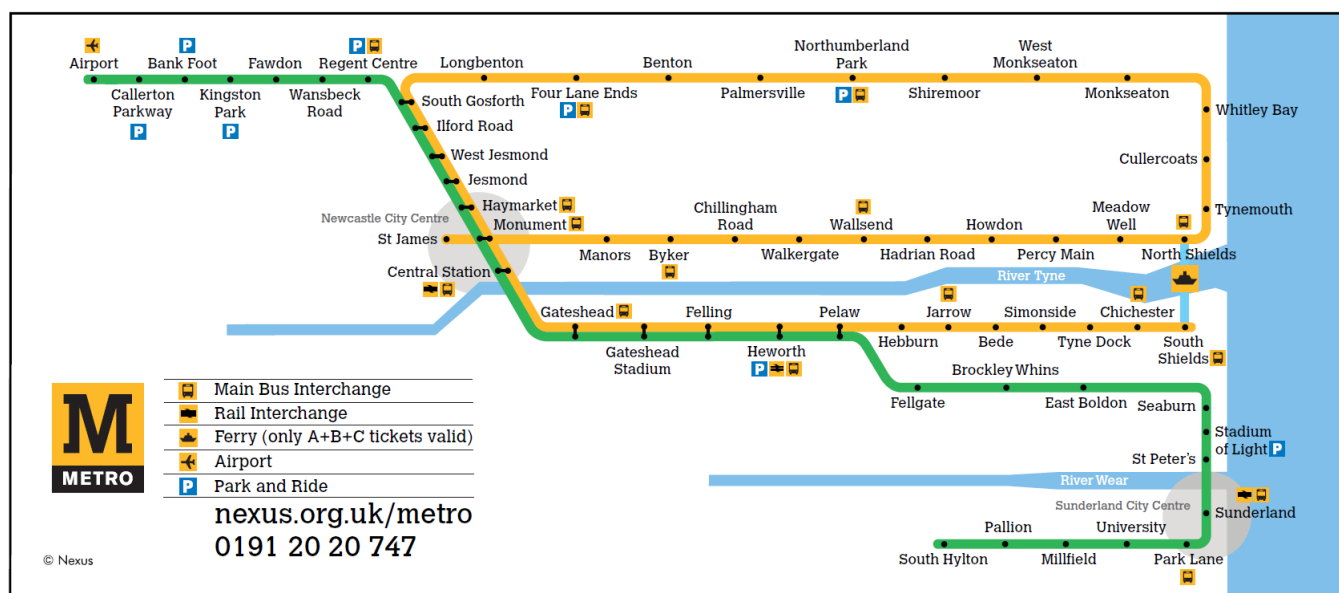 Airport
Bank Foot
Fawdon
Regent Centre
Callerton
Parkway
Kingston
Park
Wansbeck
Road
P
P
P
P
Longbenton
Benton
Northumberland
Park
West
Monkseaton
Four Lane Ends
Palmersville
Shiremoor
Monkseaton
P
P
South Gosforth
Ilford Road
West Jesmond
Jesmond
Haymarket
Monument
Newcastle City Centre
St James
Central Station
Whitley Bay
Cullercoats
Tynemouth
Chillingham
Road
Wallsend
Howdon
Meadow
Well
Manors
Byker
Walkergate
Hadrian Road
Percy Main
North Shields
River Tyne
Gateshead
Felling
Pelaw
Jarrow
Simonside
Chichester
Gateshead
Stadium
Heworth
P
Hebburn
Bede
Tyne Dock
South
Shields
Brockley Whins
Fellgate
East Boldon
Seaburn
Stadium
of Light P
St Peter's
River Wear
Sunderland City Centre
Sunderland
Pallion
University
South Hylton
Millfield
Park Lane
M
METRO
Main Bus Interchange
Rail Interchange
Ferry (only A+B+C tickets valid)
Airport
P Park and Ride
nexus.org.uk/metro
0191 20 20 747
© Nexus